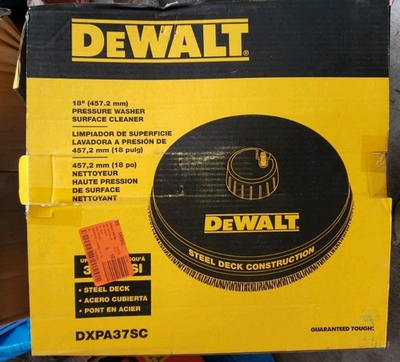 DEWALT®
18" (457.2 mm)
PRESSURE WASHER
SURFACE CLEANER
LIMPIADOR DE SUPERFICIE
LAVADORA A PRESIÓN DE
457,2 mm (18 pulg)
457,2 mm (18 po)
NETTOYEUR
HAUTE PRESSION
DE SURFACE
NETTOYANT
DEWALT
STEEL DECK CONSTRUCTION
• STEEL DECK
• ACERO CUBIERTA
• PONT EN ACIER
DXPA37SC
GUARANTEED TOUGH.